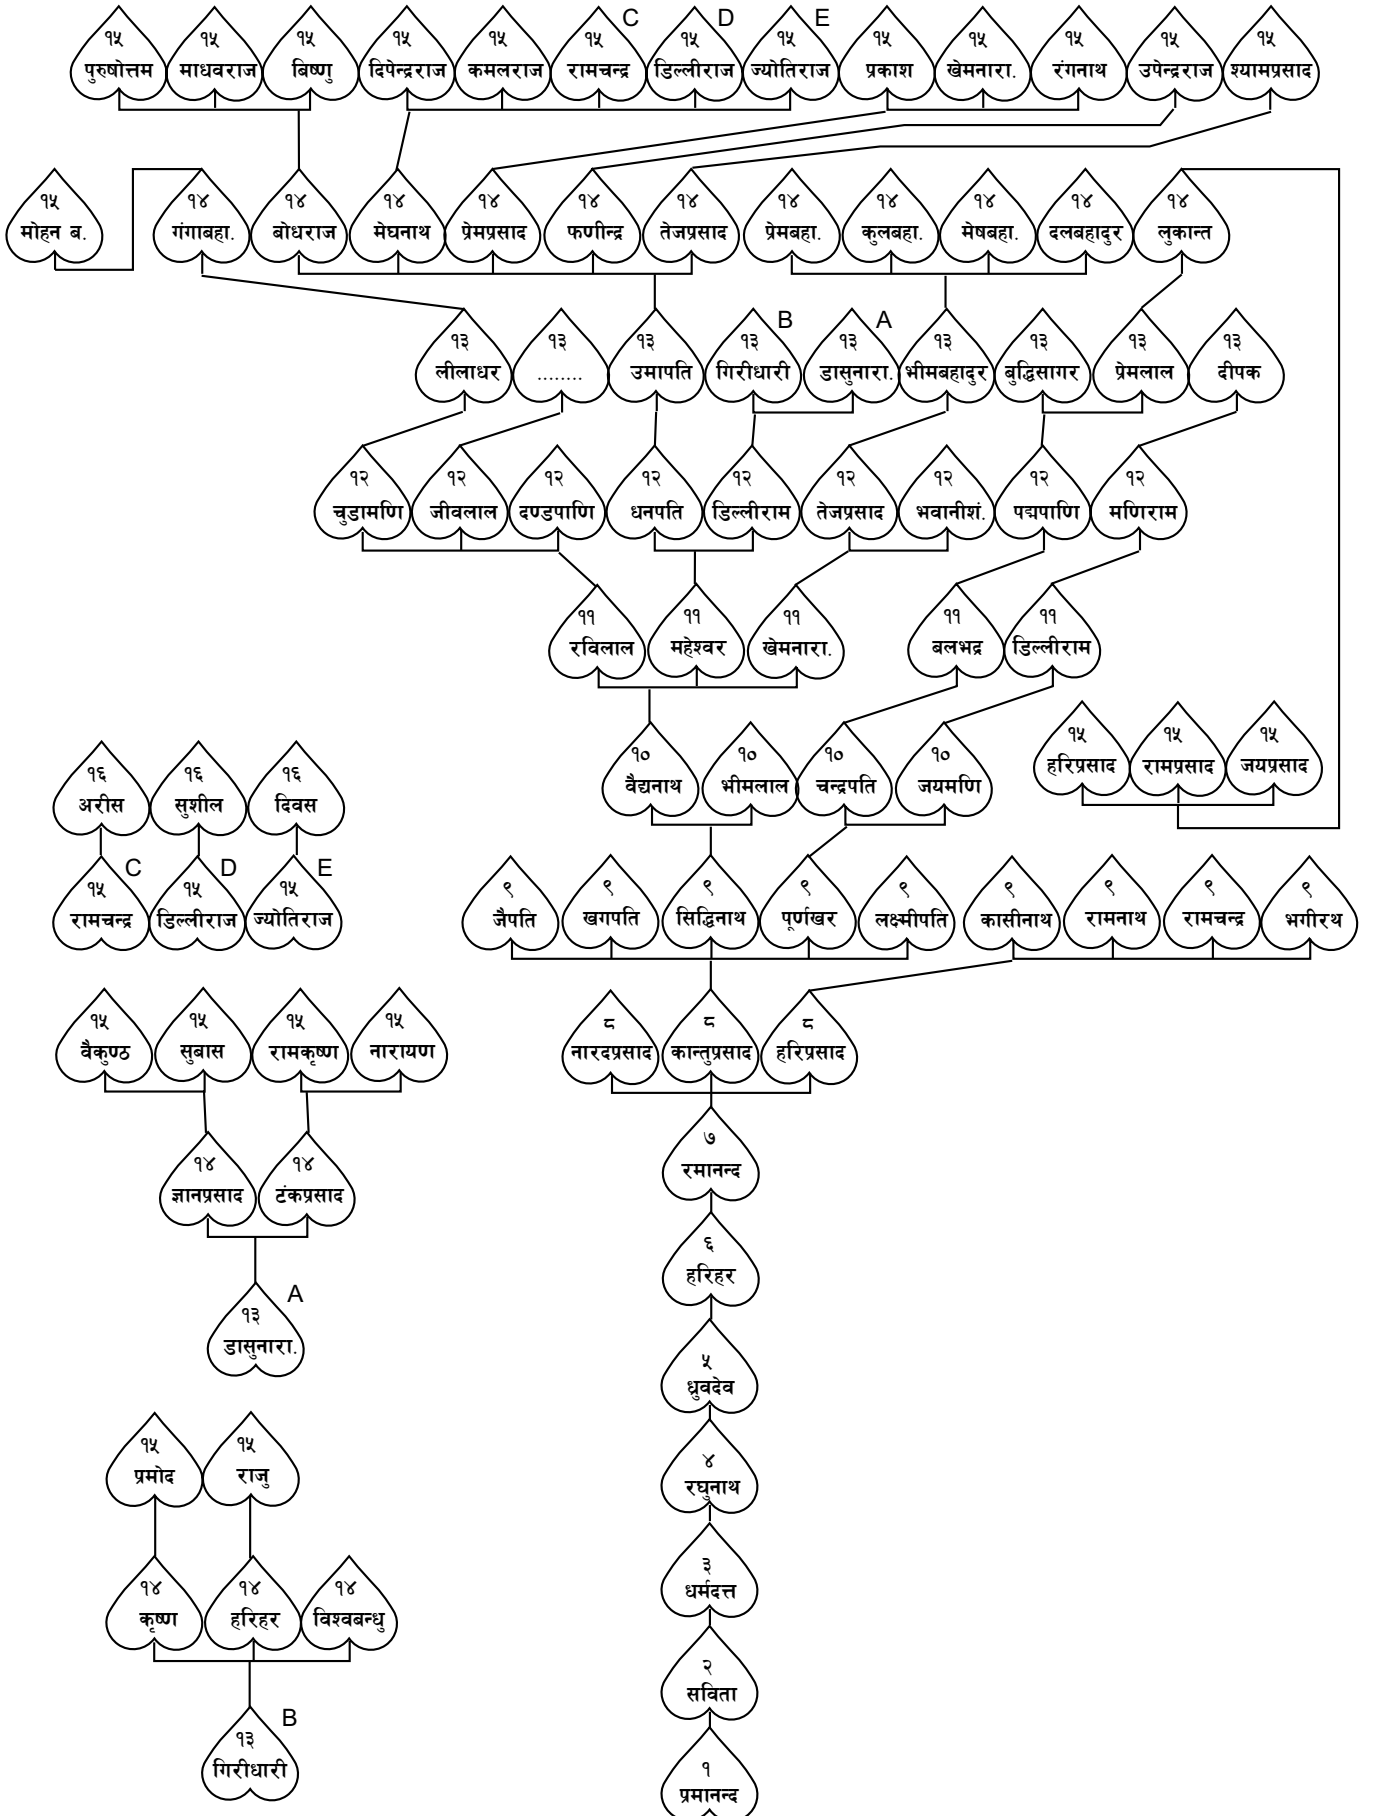 C D E
१५ १५ १५ १५ १५ १५ १५ १५ १५ १५ १५ १५ १५
पुरुषोत्तम माधवराज बिष्णु दिपेन्द्रराज कमलराज रामचन्द्र डिल्लीराज ज्योतिराज प्रकाश खेमनारा. रंगनाथ उपेन्द्रराज श्यामप्रसाद
१५ १४ १४ १४ १४ १४ १४ १४ १४ १४ १४ १४
मोहन ब. गंगाबहा. बोधराज मेघनाथ प्रेमप्रसाद फणीन्द्र तेजप्रसाद प्रेमबहा. कुलबहा. मेषबहा. दलबहादुर लुकान्त
B A
१३ १३ १३ १३ १३ १३ १३ १३ १३
लीलाधर ........ उमापति गिरीधारी डासुनारा. भीमबहादुर बुद्धिसागर प्रेमलाल दीपक
१२ १२ १२ १२ १२ १२ १२ १२ १२
चुडामणि जीवलाल दण्डपाणि धनपति डिल्लीराम तेजप्रसाद भवानीशं. पद्मपाणि मणिराम
११ ११ ११ ११ ११
रविलाल महेश्वर खेमनारा. बलभद्र डिल्लीराम
१० १० १० १० १५ १५ १५
वैद्यनाथ भीमलाल चन्द्रपति जयमणि हरिप्रसाद रामप्रसाद जयप्रसाद
१६ १६ १६
अरीस सुशील दिवस
C D E
१५ १५ १५ ९ ९ ९ ९ ९ ९ ९ ९ ९
रामचन्द्र डिल्लीराज ज्योतिराज जैपति खगपति सिद्धिनाथ पूर्णखर लक्ष्मीपति कासीनाथ रामनाथ रामचन्द्र भगीरथ
१५ १५ १५ १५ ८ ८ ८
वैकुण्ठ सुबास रामकृष्ण नारायण नारदप्रसाद कान्तुप्रसाद हरिप्रसाद
७
रमानन्द
१४ १४
ज्ञानप्रसाद टंकप्रसाद
६
हरिहर
A
१३
डासुनारा.
५
ध्रुवदेव
१५ १५
प्रमोद राजु
४
रघुनाथ
३
धर्मदत्त
१४ १४ १४
कृष्ण हरिहर विश्वबन्धु
२
सविता
B
१३
गिरीधारी
१
प्रमानन्द